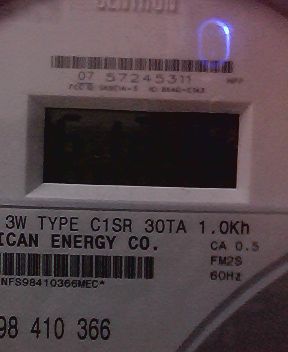 CENTRON
07 57245311
3W TYPE C1SR 30TA 1.0Kh
ICAN ENERGY CO.
CA 0.5
FM2S
60Hz
NFS98410366MEC*
98 410 366